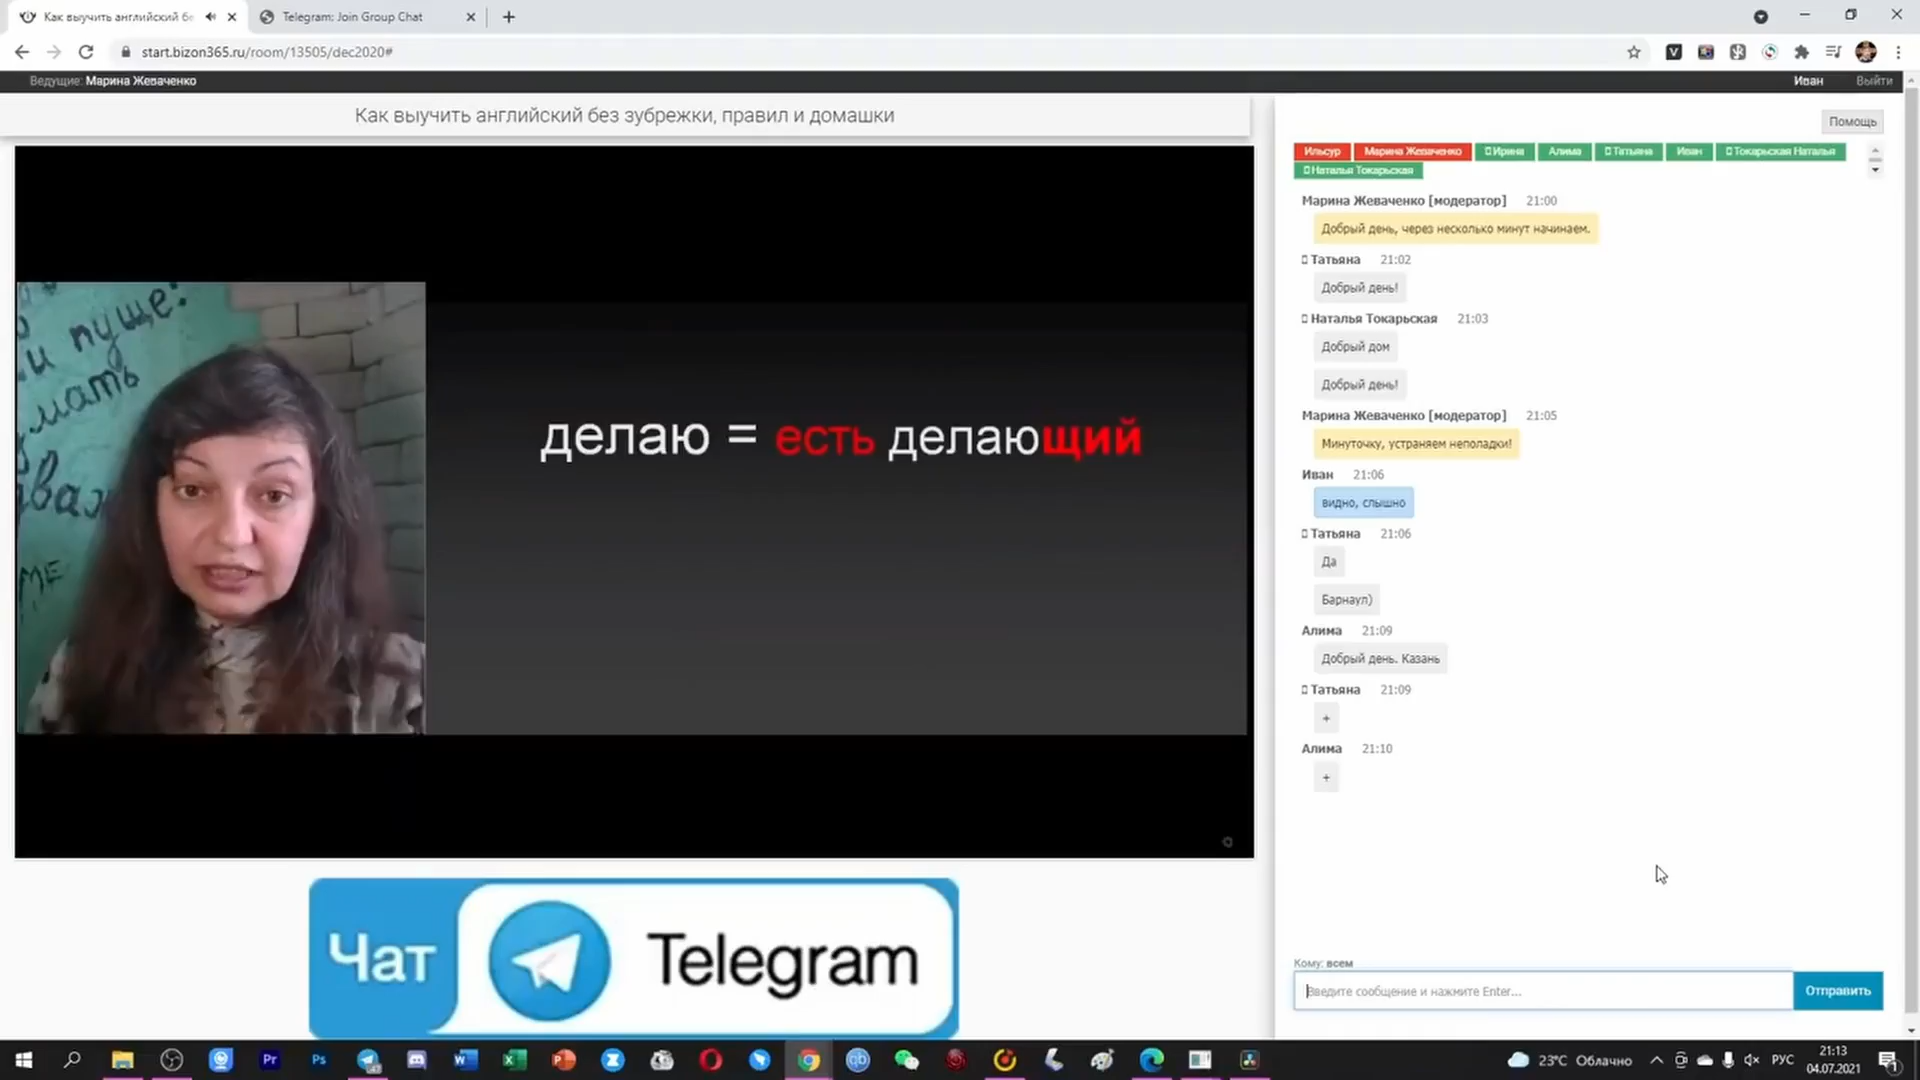 Как выучить английский бе
Telegram: Join Group Chat
start.bizon365.ru/room/13505/dec2020#
Ведущие: Марина Жеваченко
Иван
Выйти
Как выучить английский без зубрежки, правил и домашки
Помощь
Ильсур
Марина Жеваченко
Ирина
Алима
Татьяна
Иван
Токарьская Наталья
Наталья Токарьская
Марина Жеваченко [модератор] 21:00
Добрый день, через несколько минут начинаем.
Татьяна 21:02
Добрый день!
Наталья Токарьская 21:03
Добрый дом
Добрый день!
Марина Жеваченко [модератор] 21:05
Минуточку, устраняем неполадки!
Иван 21:06
видно, слышно
Татьяна 21:06
Да
Барнаул)
Алима 21:09
Добрый день. Казань
Татьяна 21:09
+
Алима 21:10
+
пуще:
делаю = есть делающий
Чат
Telegram
Кому: всем
Введите сообщение и нажмите Enter...
Отправить
23°C Облачно
РУС
21:13
04.07.2021